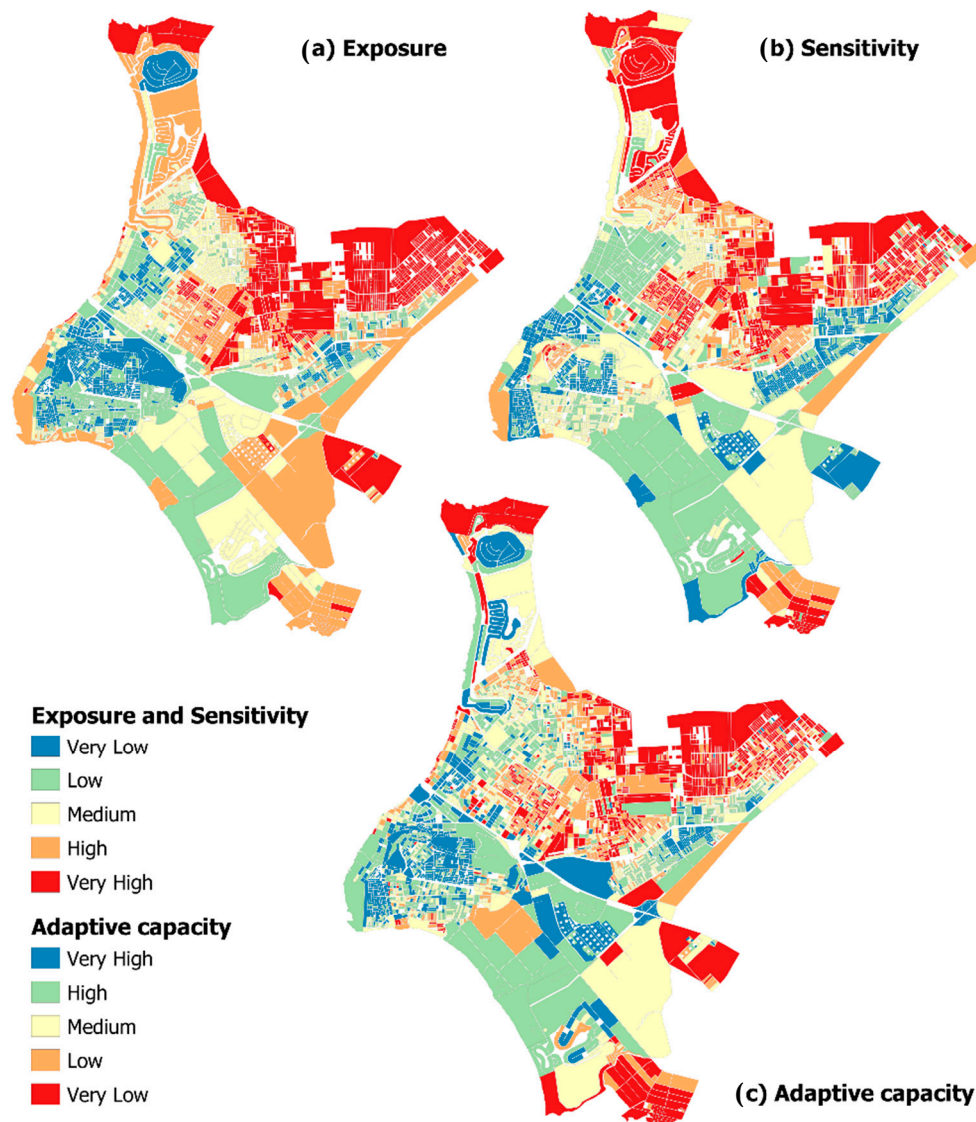 (a) Exposure
(b) Sensitivity
Exposure and Sensitivity
Very Low
Low
Medium
High
Very High
Adaptive capacity
Very High
High
Medium
Low
Very Low
(c) Adaptive capacity